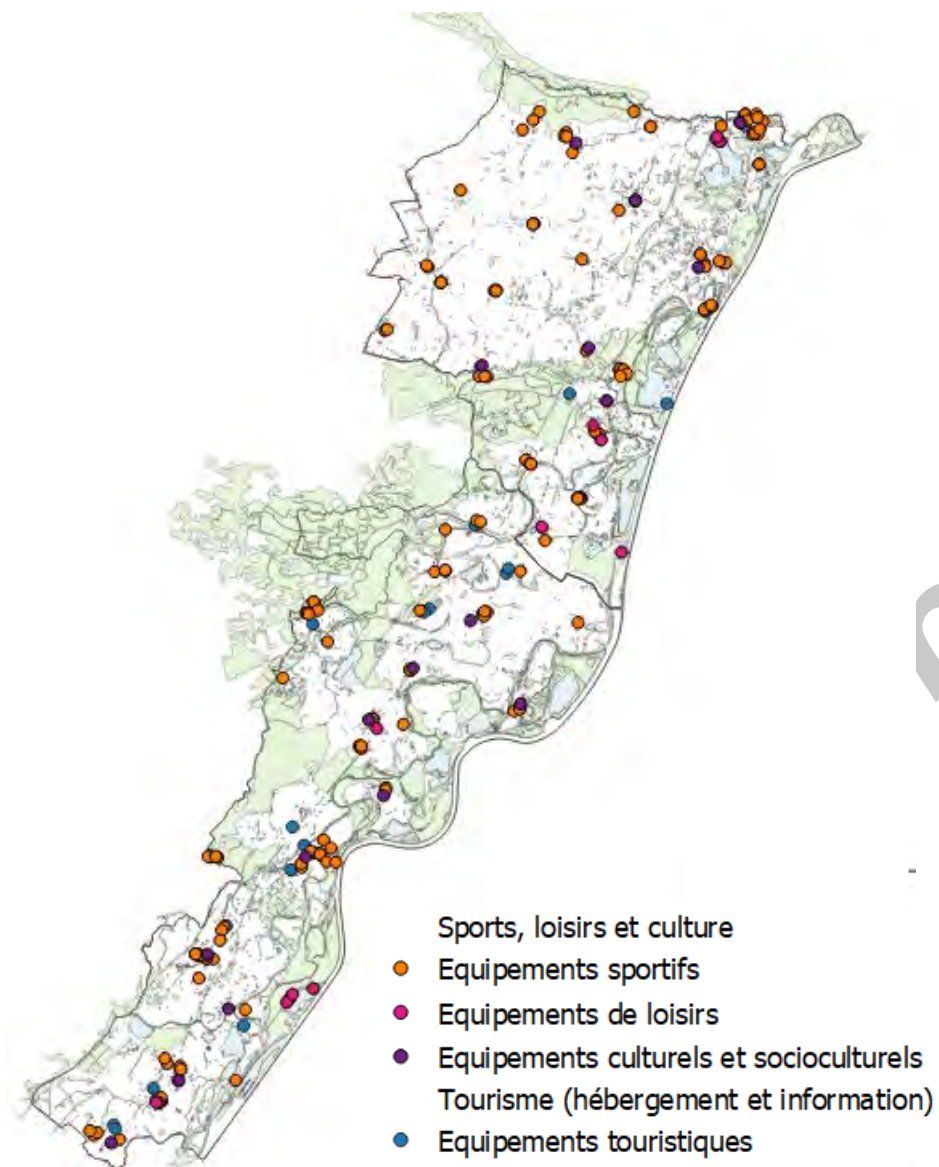 Sports, loisirs et culture
Equipements sportifs
Equipements de loisirs
Equipements culturels et socioculturels
Tourisme (hébergement et information)
Equipements touristiques